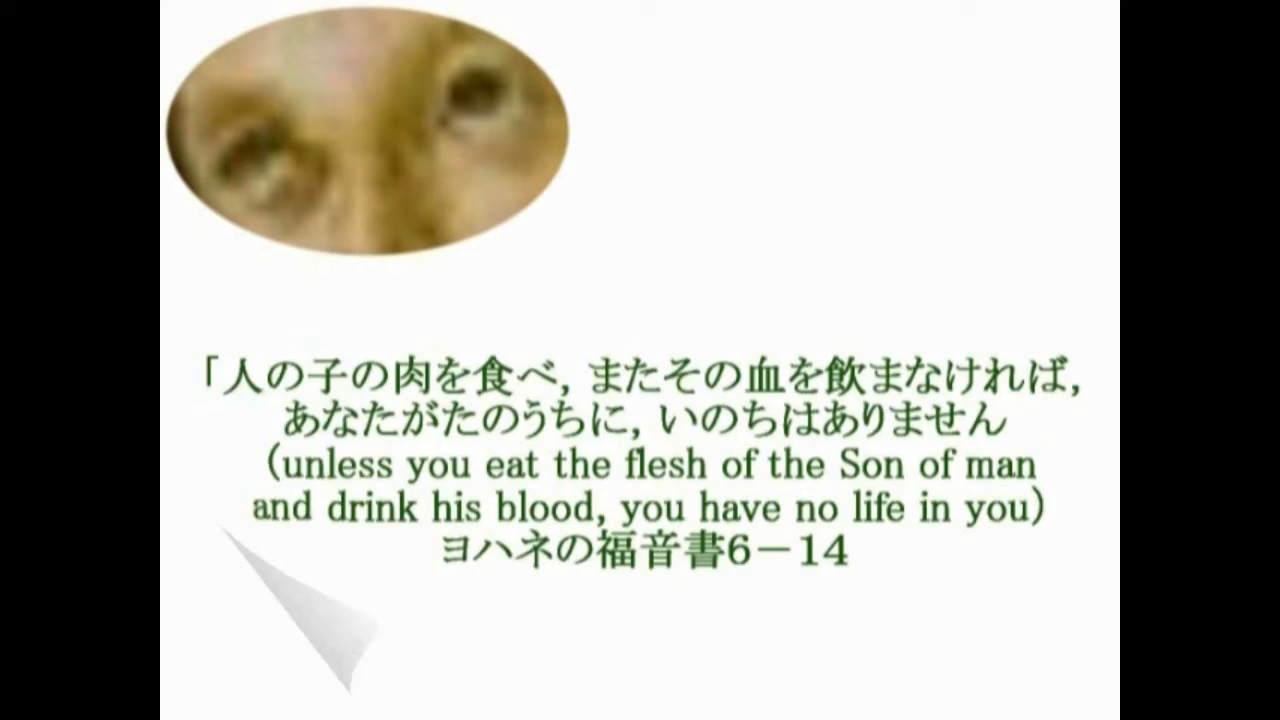 「人の子の肉を食べ, またその血を飲まなければ,
あなたがたのうちに, いのちはありません
(unless you eat the flesh of the Son of man
and drink his blood, you have no life in you)
ヨハネの福音書6－14